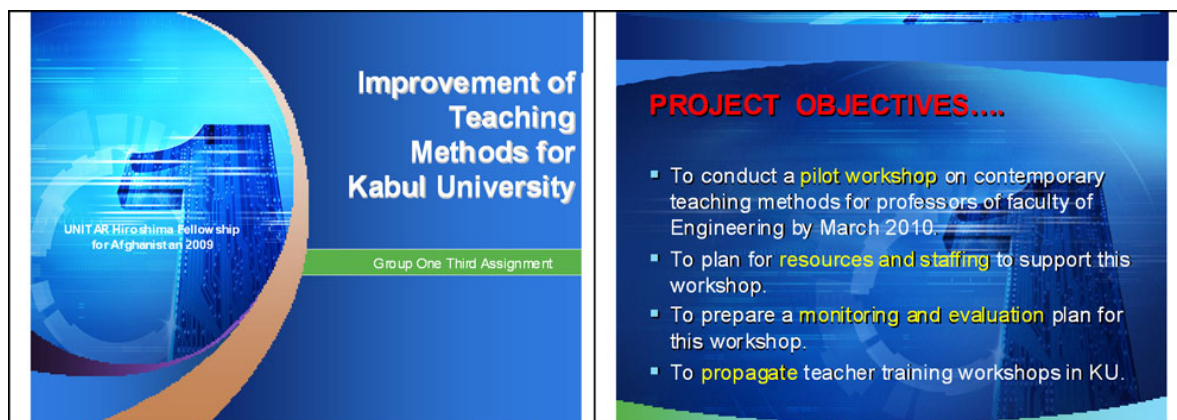 Improvement of
Teaching
Methods for
Kabul University
UNITAR Hiroshima Fellowship
for Afghanistan 2009
Group One Third Assignment
PROJECT OBJECTIVES....
To conduct a pilot workshop on contemporary
teaching methods for professors of faculty of
Engineering by March 2010.
To plan for resources and staffing to support this
workshop.
To prepare a monitoring and evaluation plan for
this workshop.
To propagate teacher training workshops in KU.